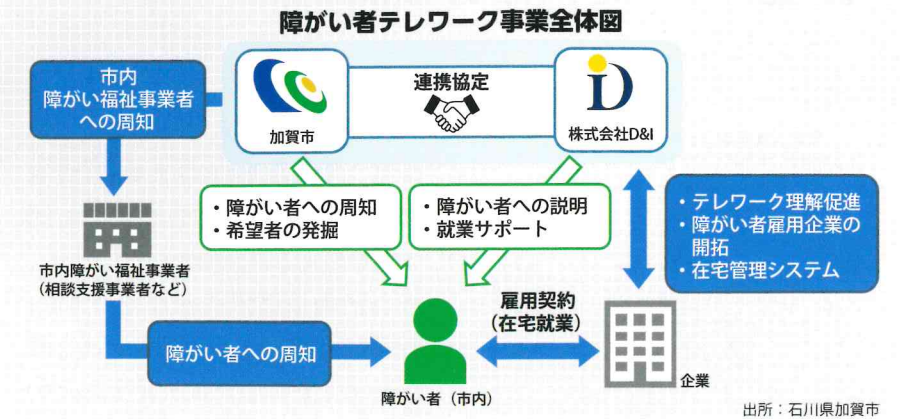 障がい者テレワーク事業全体図
市内
障がい福祉事業者
への周知
加賀市
連携協定
iD
株式会社D&I
・障がい者への周知
・希望者の発掘
・障がい者への説明
・就業サポート
・テレワーク理解促進
・障がい者雇用企業の
開拓
・在宅管理システム
市内障がい福祉事業者
（相談支援事業者など）
障がい者への周知
雇用契約
（在宅就業）
障がい者（市内）
企業
出所：石川県加賀市